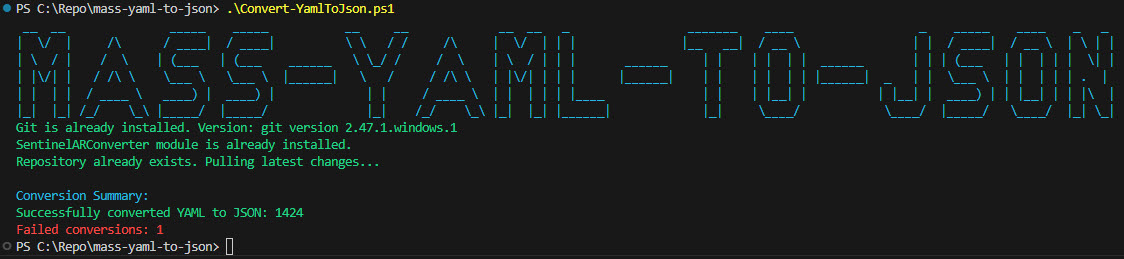 PS C:\Repo\mass-yaml-to-json> .\Convert-YamlToJson.ps1
MASS-YAML-TO-JSON
Git is already installed. Version: git version 2.47.1.windows.1
SentinelARConverter module is already installed.
Repository already exists. Pulling latest changes...
Conversion Summary:
Successfully converted YAML to JSON: 1424
Failed conversions: 1
PS C:\Repo\mass-yaml-to-json>